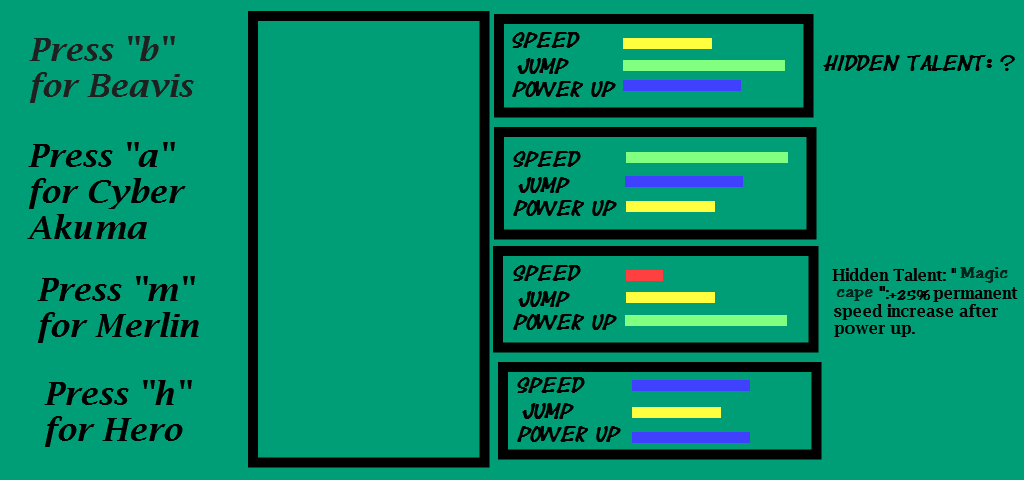 Press "b"
for Beavis
SPEED
JUMP
POWER UP
HIDDEN TALENT: ?
Press "a"
for Cyber
Akuma
SPEED
JUMP
POWER UP
Press "m"
for Merlin
SPEED
JUMP
POWER UP
Hidden Talent: " Magic
cape ":+25% permanent
speed increase after
power up.
Press "h"
for Hero
SPEED
JUMP
POWER UP